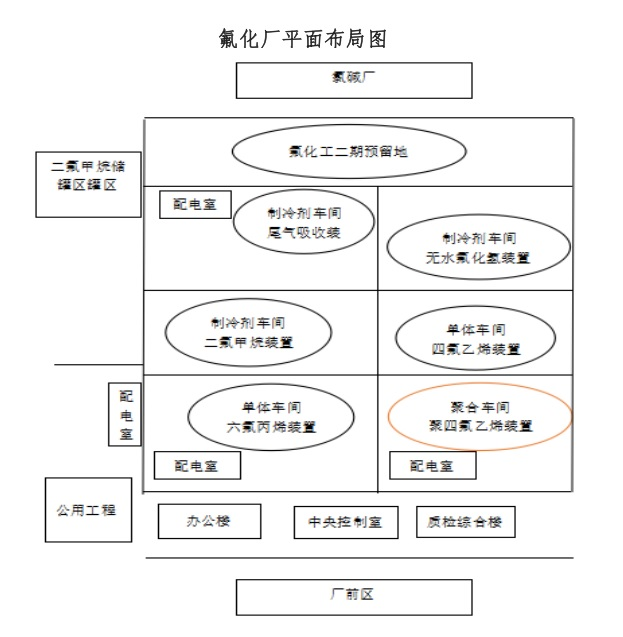 氟化厂平面布局图
氯碱厂
氟化工二期预留地
二氟甲烷储
罐区罐区
配电室
制冷剂车间
尾气吸收装
制冷剂车间
无水氟化氢装置
制冷剂车间
二氟甲烷装置
单体车间
四氟乙烯装置
配
电
室
单体车间
六氟丙烯装置
聚合车间
聚四氟乙烯装置
配电室
配电室
公用工程
办公楼
中央控制室
质检综合楼
厂前区